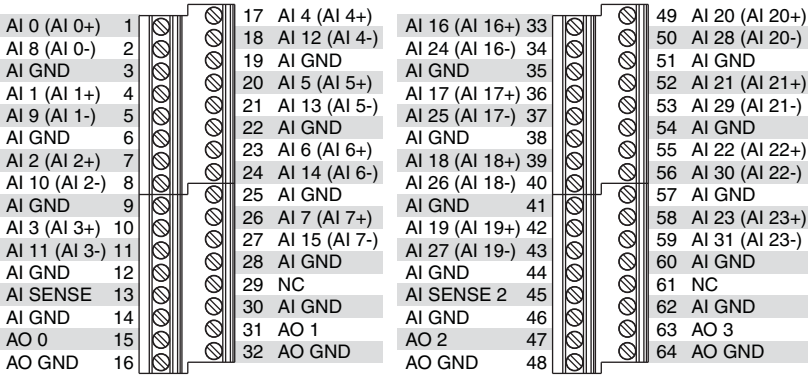 AI 0 (AI 0+) 1
AI 8 (AI 0-) 2
AI GND 3
AI 1 (AI 1+) 4
AI 9 (AI 1-) 5
AI GND 6
AI 2 (AI 2+) 7
AI 10 (AI 2-) 8
AI GND 9
AI 3 (AI 3+) 10
AI 11 (AI 3-) 11
AI GND 12
AI SENSE 13
AI GND 14
AO 0 15
AO GND 16
17 AI 4 (AI 4+)
18 AI 12 (AI 4-)
19 AI GND
20 AI 5 (AI 5+)
21 AI 13 (AI 5-)
22 AI GND
23 AI 6 (AI 6+)
24 AI 14 (AI 6-)
25 AI GND
26 AI 7 (AI 7+)
27 AI 15 (AI 7-)
28 AI GND
29 NC
30 AI GND
31 AO 1
32 AO GND
AI 16 (AI 16+) 33
AI 24 (AI 16-) 34
AI GND 35
AI 17 (AI 17+) 36
AI 25 (AI 17-) 37
AI GND 38
AI 18 (AI 18+) 39
AI 26 (AI 18-) 40
AI GND 41
AI 19 (AI 19+) 42
AI 27 (AI 19-) 43
AI GND 44
AI SENSE 2 45
AI GND 46
AO 2 47
AO GND 48
49 AI 20 (AI 20+)
50 AI 28 (AI 20-)
51 AI GND
52 AI 21 (AI 21+)
53 AI 29 (AI 21-)
54 AI GND
55 AI 22 (AI 22+)
56 AI 30 (AI 22-)
57 AI GND
58 AI 23 (AI 23+)
59 AI 31 (AI 23-)
60 AI GND
61 NC
62 AI GND
63 AO 3
64 AO GND